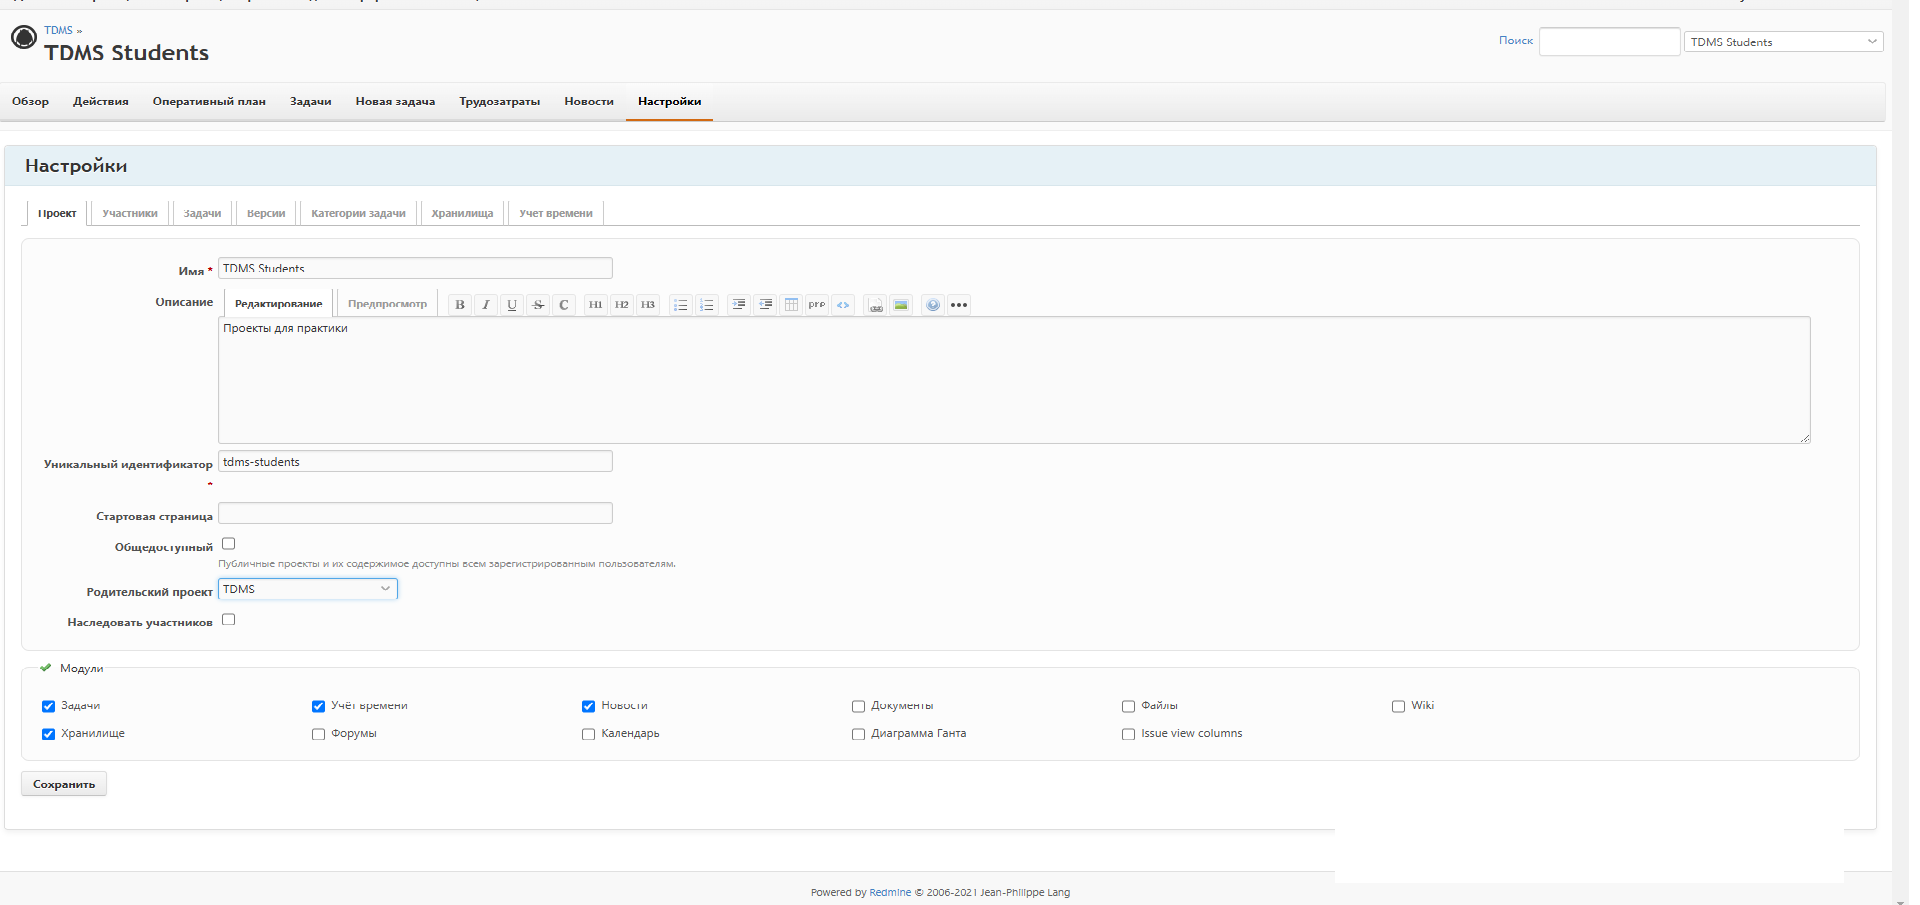 TDMS »
TDMS Students
Поиск
TDMS Students
Обзор Действия Оперативный план Задачи Новая задача Трудозатраты Новости Настройки
Настройки
Проект Участники Задачи Версии Категории задачи Хранилища Учет времени
Имя * TDMS Students
Описание Редактирование Предпросмотр B I U S C H1 H2 H3 pre <> •••
Проекты для практики
Уникальный идентификатор tdms-students
*
Стартовая страница
Общедоступный
Публичные проекты и их содержимое доступны всем зарегистрированным пользователям.
Родительский проект TDMS
Наследовать участников
Модули
Задачи Учёт времени Новости Документы Файлы Wiki
Хранилище Форумы Календарь Диаграмма Ганта Issue view columns
Сохранить
Powered by Redmine © 2006-2021 Jean-Philippe Lang